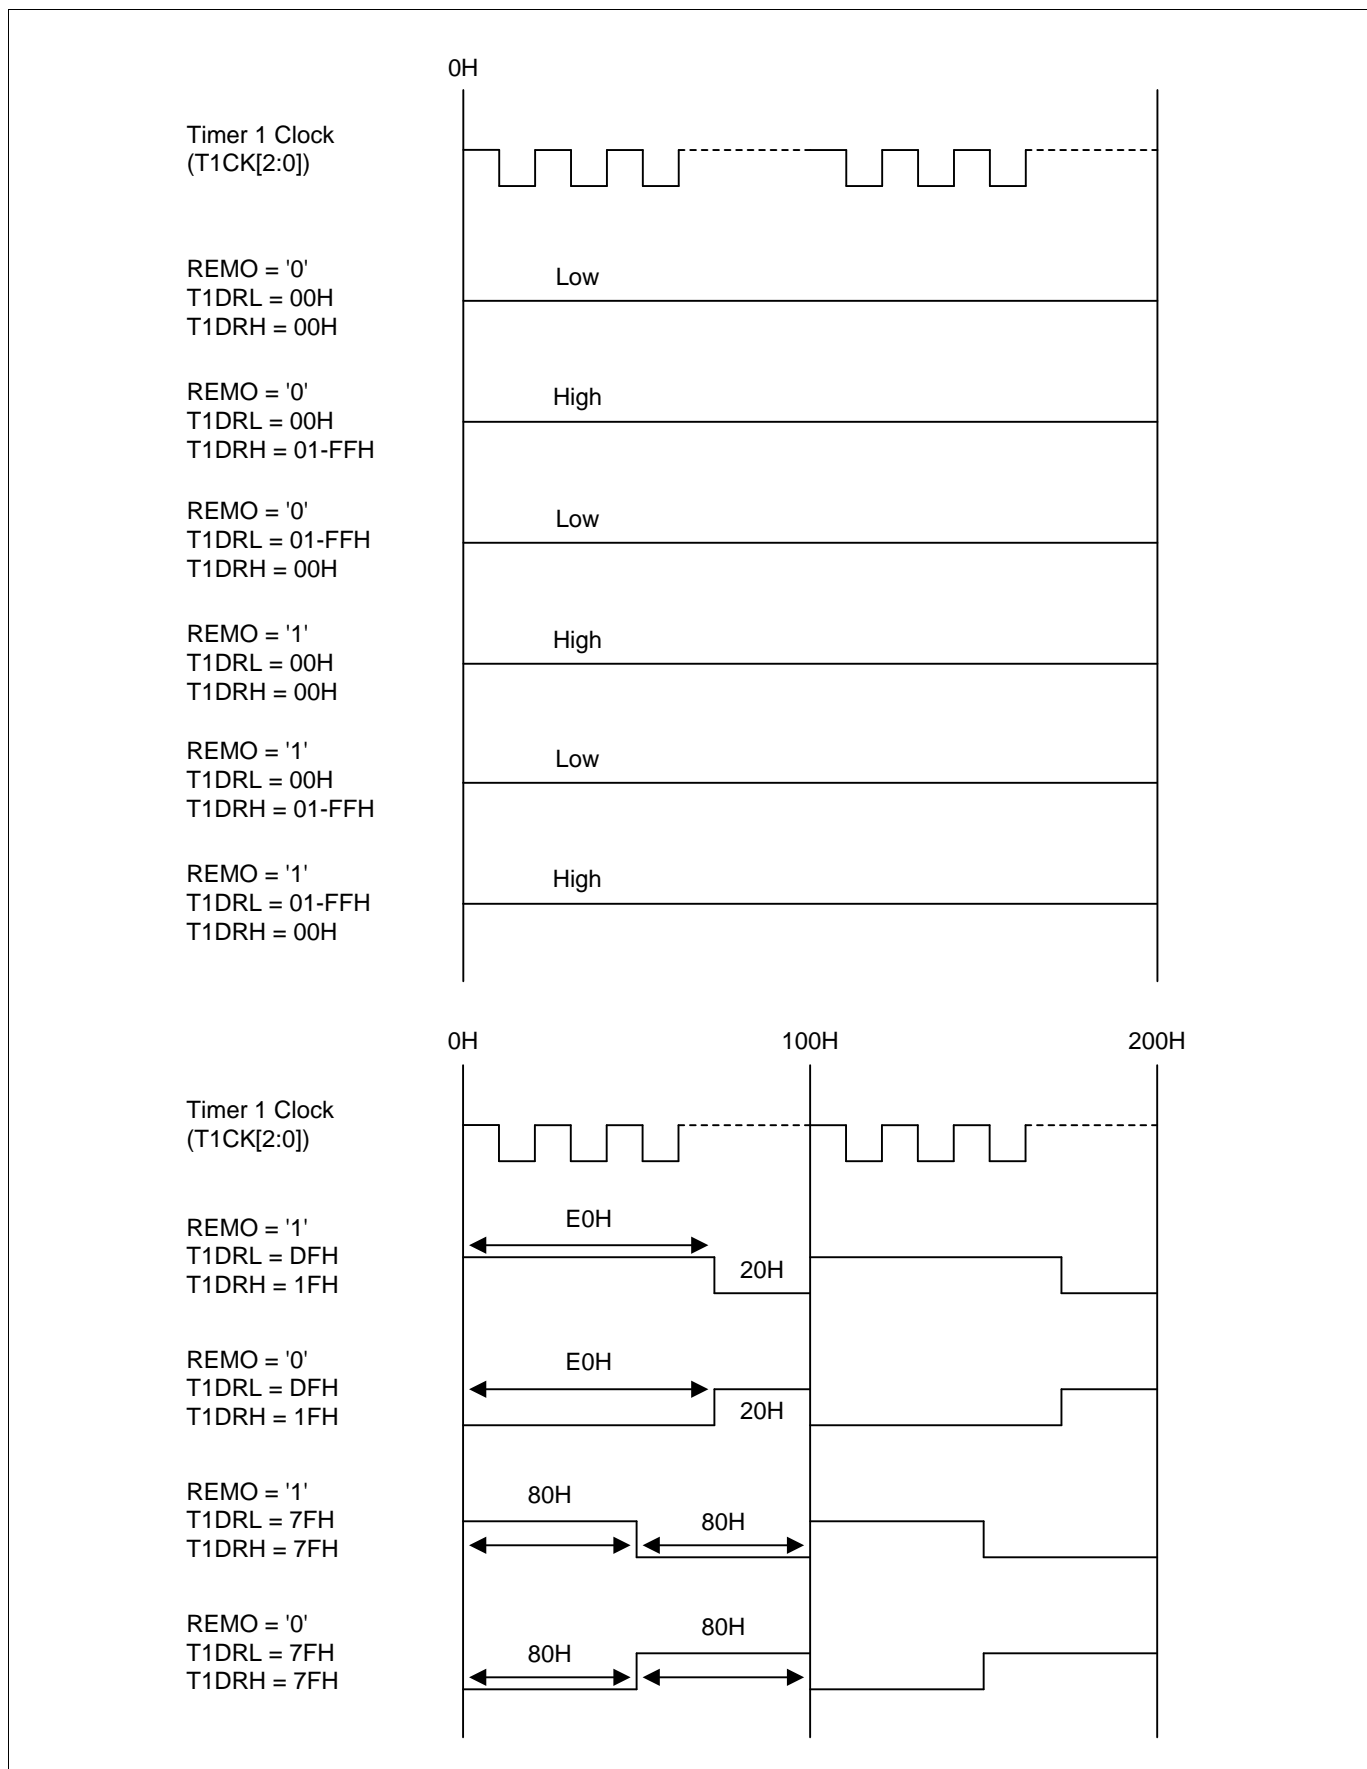 0H
Timer 1 Clock
(T1CK[2:0])
REMO = '0'
T1DRL = 00H
T1DRH = 00H
Low
REMO = '0'
T1DRL = 00H
T1DRH = 01-FFH
High
REMO = '0'
T1DRL = 01-FFH
T1DRH = 00H
Low
REMO = '1'
T1DRL = 00H
T1DRH = 00H
High
REMO = '1'
T1DRL = 00H
T1DRH = 01-FFH
Low
REMO = '1'
T1DRL = 01-FFH
T1DRH = 00H
High
0H 100H 200H
Timer 1 Clock
(T1CK[2:0])
REMO = '1'
T1DRL = DFH
T1DRH = 1FH
E0H
20H
REMO = '0'
T1DRL = DFH
T1DRH = 1FH
E0H
20H
REMO = '1'
T1DRL = 7FH
T1DRH = 7FH
80H
80H
REMO = '0'
T1DRL = 7FH
T1DRH = 7FH
80H
80H